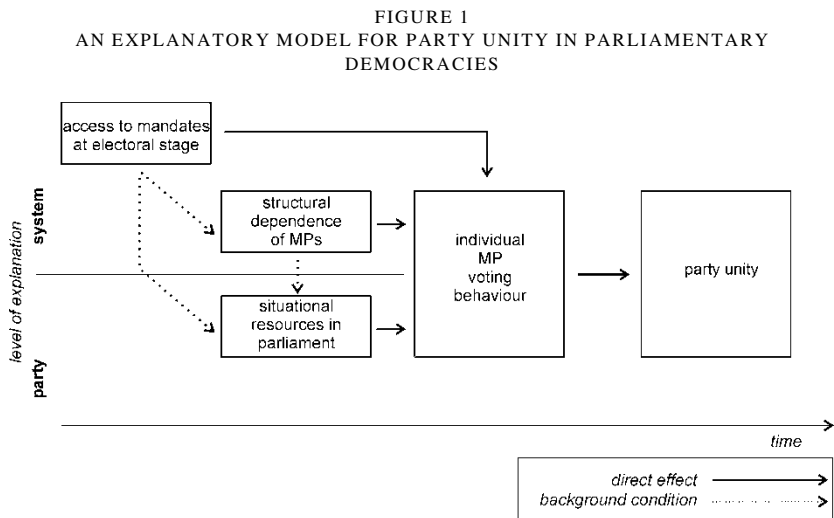 FIGURE 1
AN EXPLANATORY MODEL FOR PARTY UNITY IN PARLIAMENTARY
DEMOCRACIES
access to mandates
at electoral stage
structural
dependence
of MPs
situational
resources in
parliament
individual
MP
voting
behaviour
party unity
level of explanation
system
party
time
direct effect
background condition